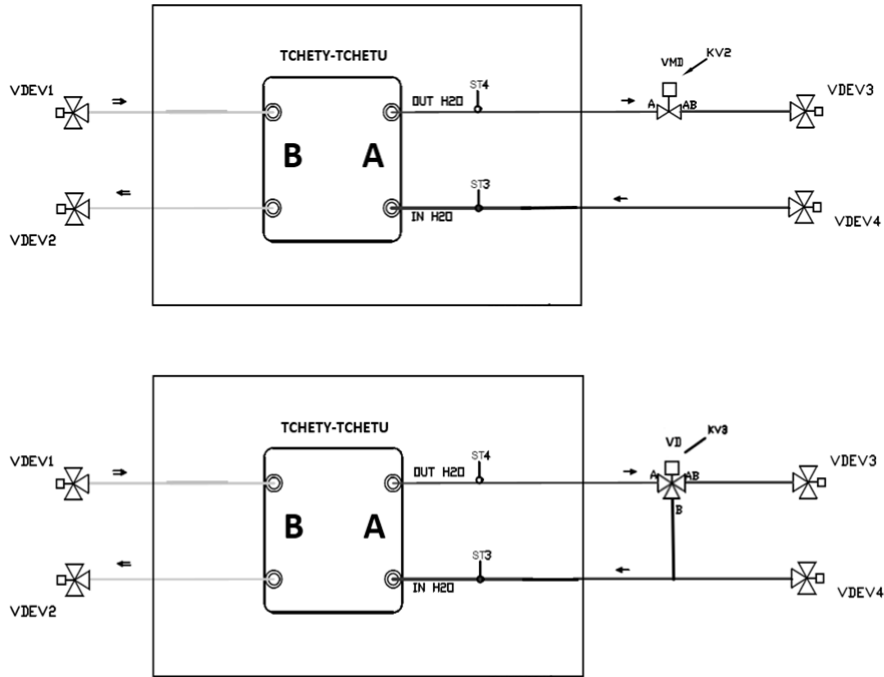 TCHETY-TCHETU
VMD KV2
VDEV1 ST4 VDEV3
OUT H2O A AB
B A
ST3
VDEV2 IN H2O VDEV4
TCHETY-TCHETU
VD KV3
VDEV1 ST4 VDEV3
OUT H2O A AB
B
B A
ST3
VDEV2 IN H2O VDEV4